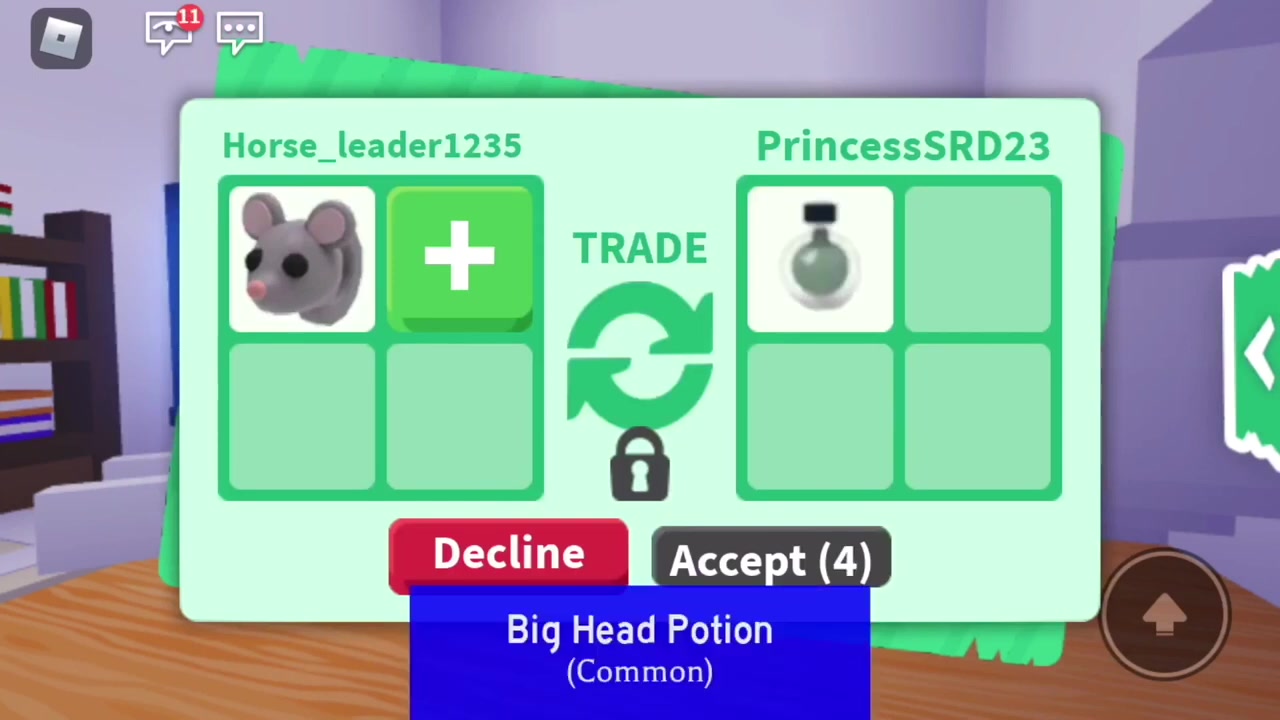 11
Horse_leader1235
PrincessSRD23
TRADE
Decline
Accept (4)
Big Head Potion
(Common)